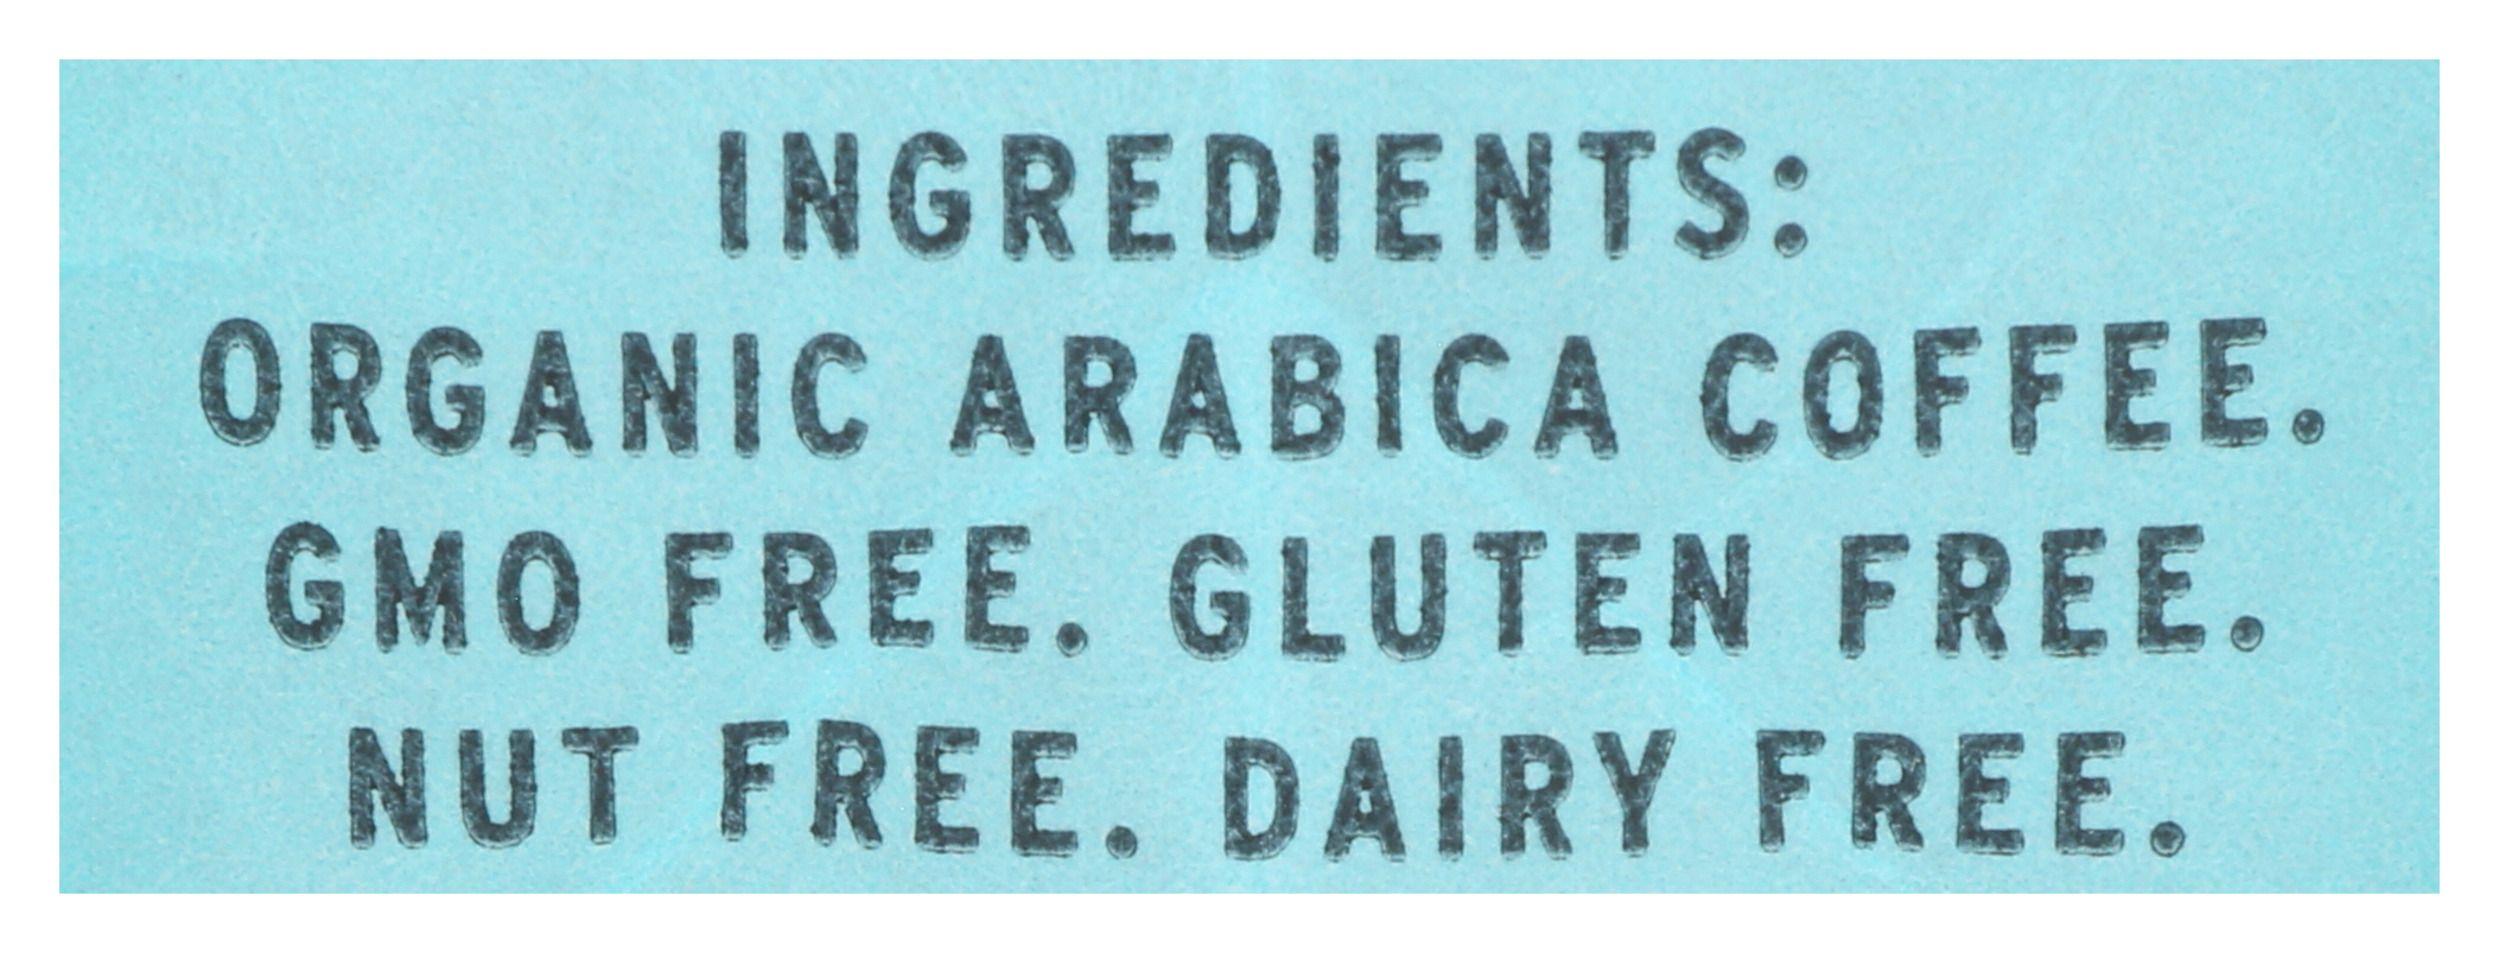 INGREDIENTS:
ORGANIC ARABICA COFFEE.
GMO FREE. GLUTEN FREE.
NUT FREE. DAIRY FREE.